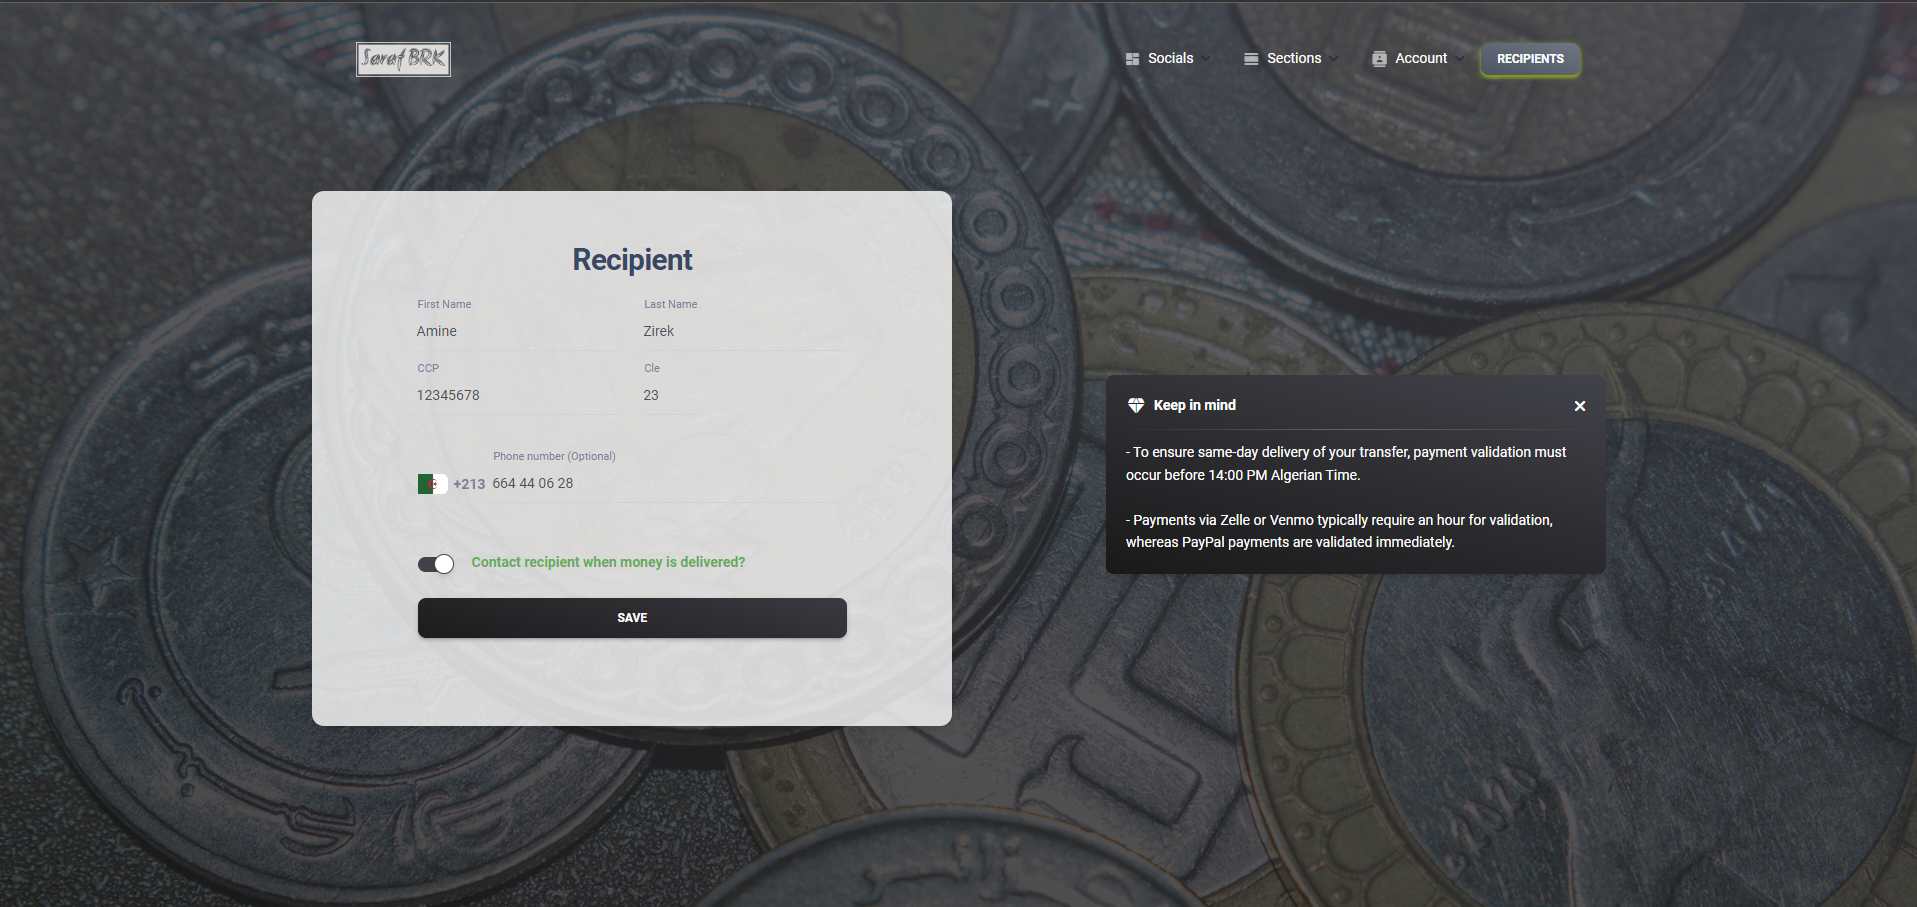 Saraf BRK
Socials
Sections
Account
RECIPIENTS
Recipient
First Name
Last Name
Amine
Zirek
CCP
Cle
12345678
23
Phone number (Optional)
+213 664 44 06 28
Contact recipient when money is delivered?
SAVE
Keep in mind
- To ensure same-day delivery of your transfer, payment validation must
occur before 14:00 PM Algerian Time.
- Payments via Zelle or Venmo typically require an hour for validation,
whereas PayPal payments are validated immediately.